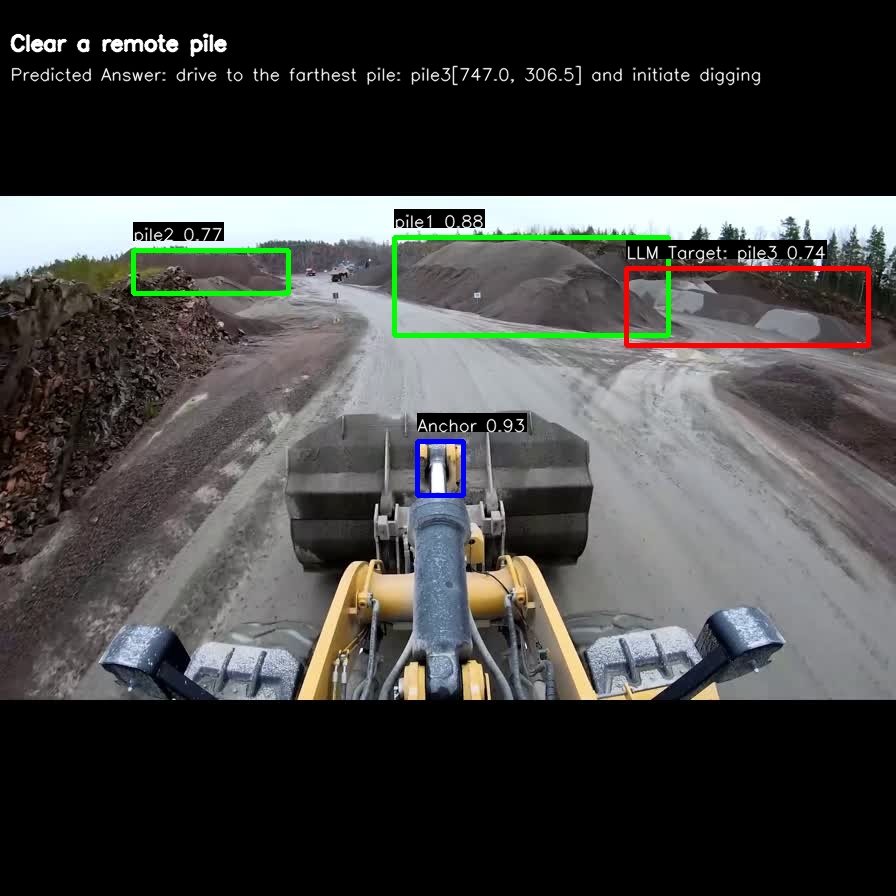 Clear a remote pile
Predicted Answer: drive to the farthest pile: pile3[747.0, 306.5] and initiate digging
pile2 0.77
pile1 0.88
LLM Target: pile3 0.74
Anchor 0.93